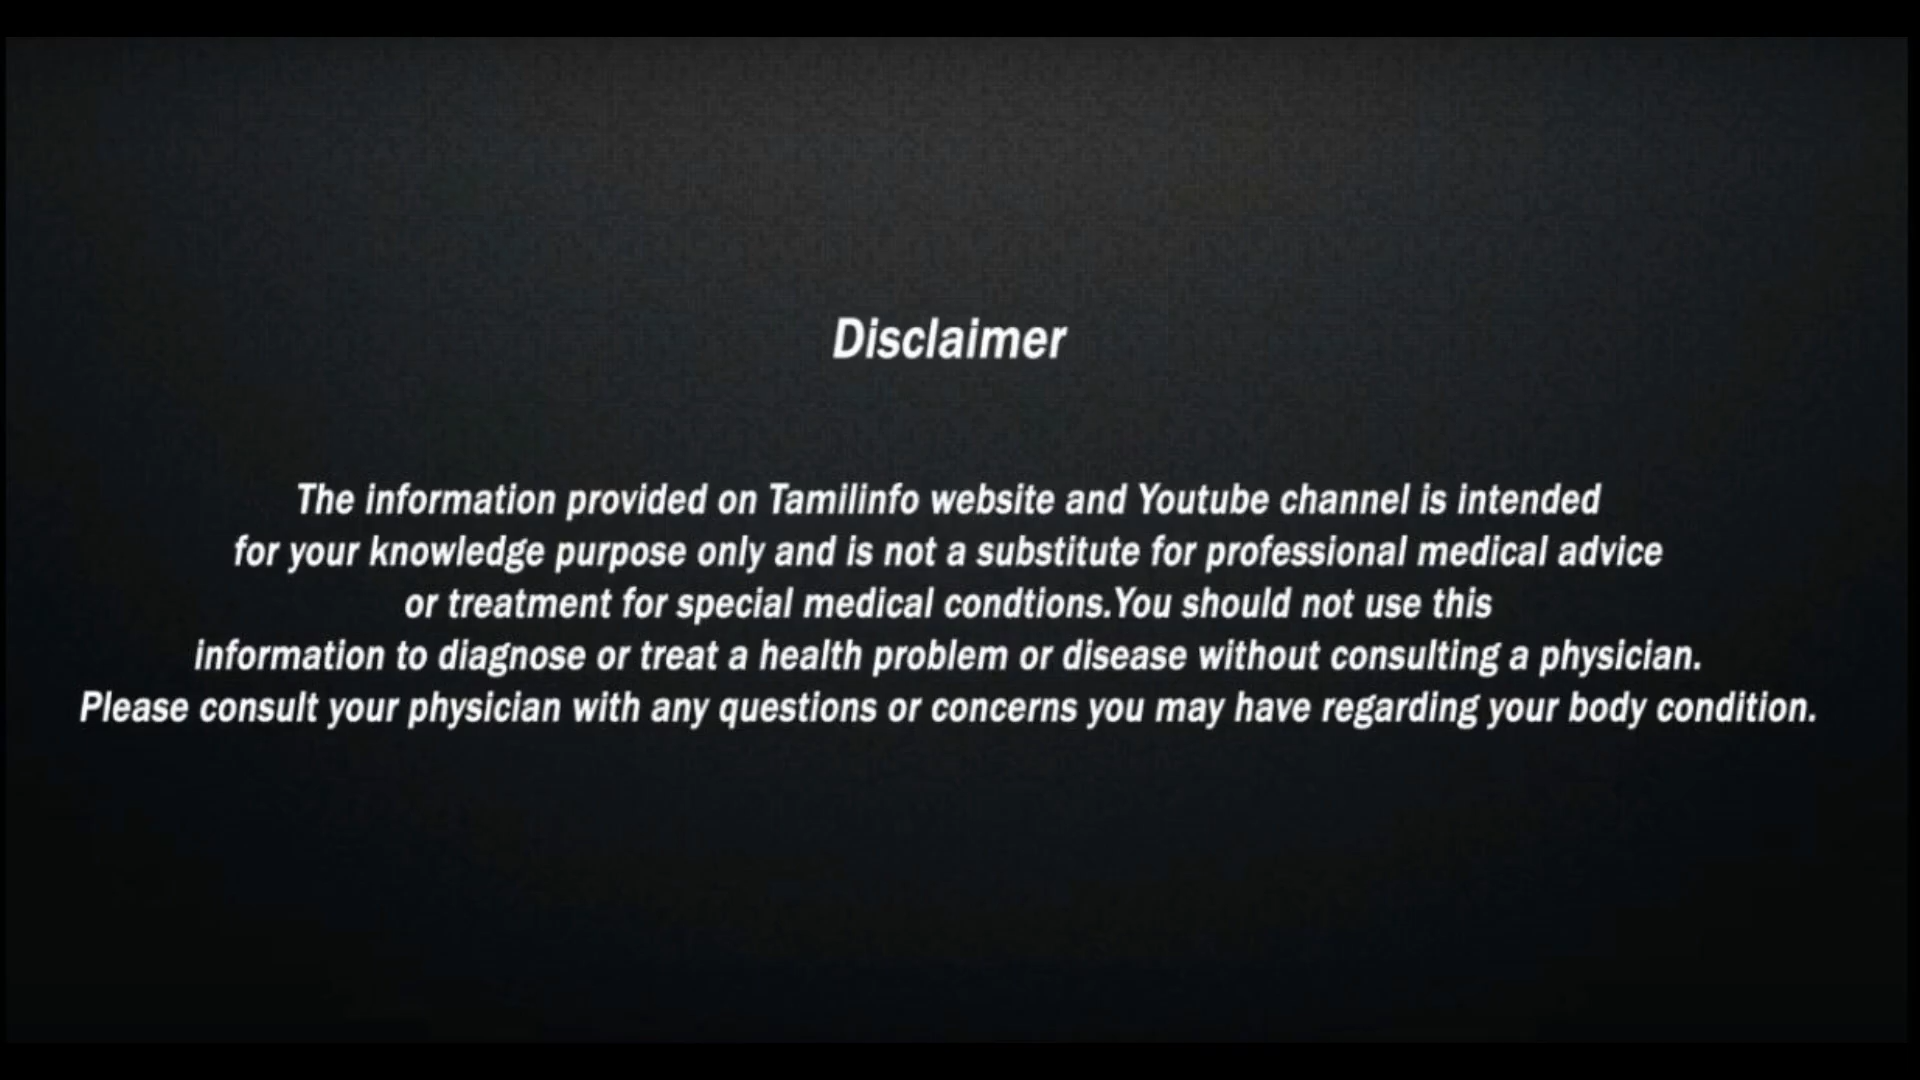 Disclaimer
The information provided on Tamilinfo website and Youtube channel is intended
for your knowledge purpose only and is not a substitute for professional medical advice
or treatment for special medical condtions.You should not use this
information to diagnose or treat a health problem or disease without consulting a physician.
Please consult your physician with any questions or concerns you may have regarding your body condition.